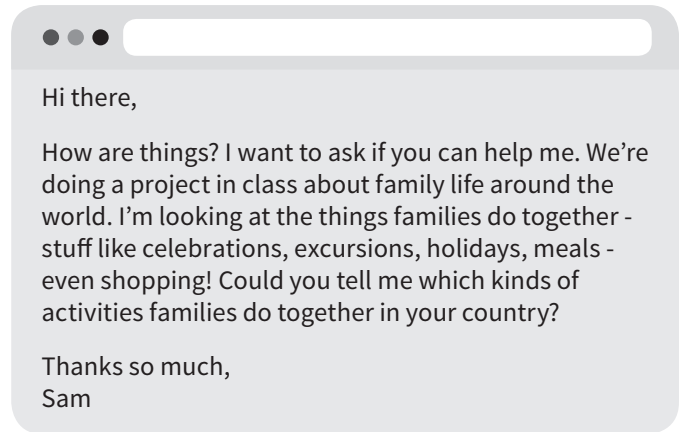 Hi there,
How are things? I want to ask if you can help me. We’re
doing a project in class about family life around the
world. I’m looking at the things families do together -
stuff like celebrations, excursions, holidays, meals -
even shopping! Could you tell me which kinds of
activities families do together in your country?
Thanks so much,
Sam